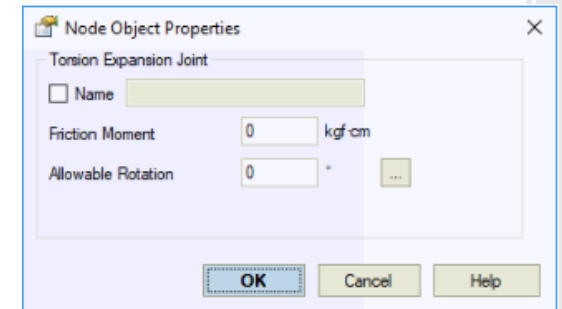 Node Object Properties
Torsion Expansion Joint
Name
Friction Moment 0 kgf·cm
Allowable Rotation 0 ° ...
OK Cancel Help